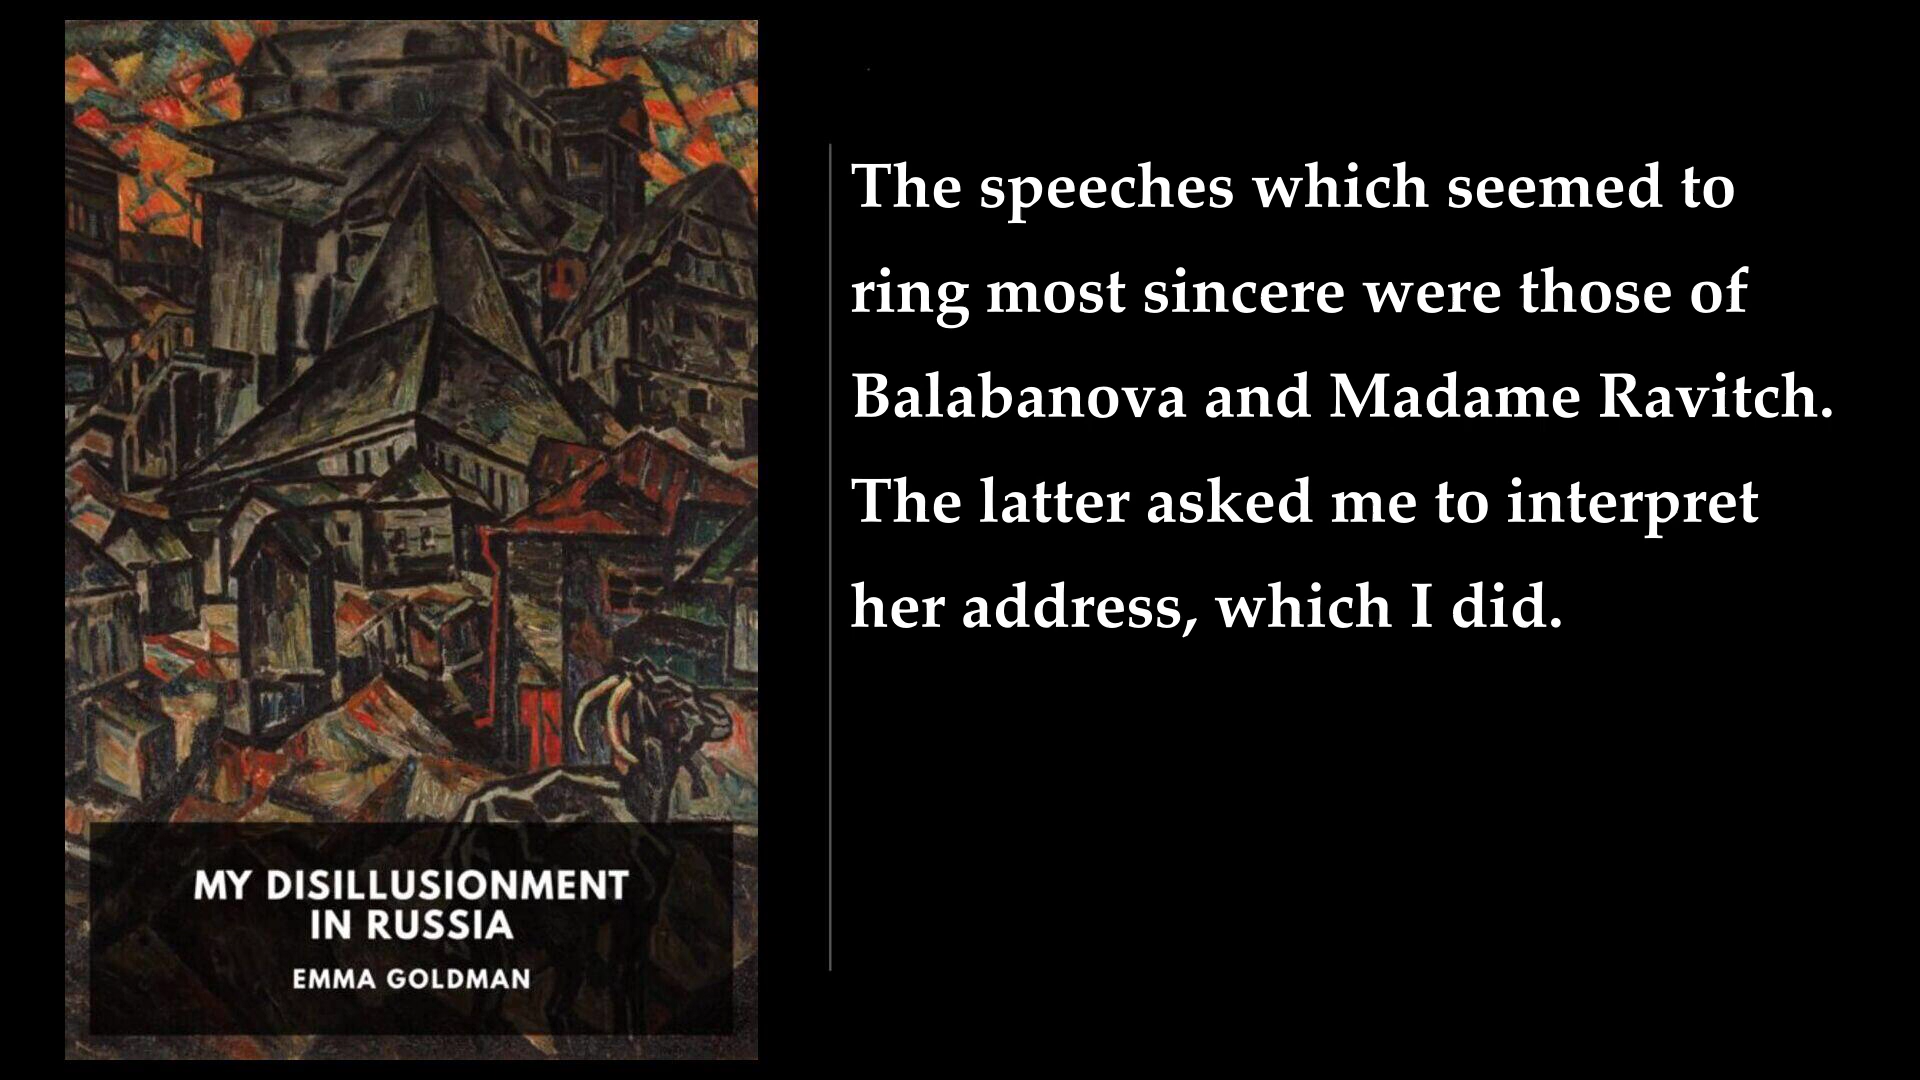 The speeches which seemed to
ring most sincere were those of
Balabanova and Madame Ravitch.
The latter asked me to interpret
her address, which I did.
MY DISILLUSIONMENT
IN RUSSIA
EMMA GOLDMAN